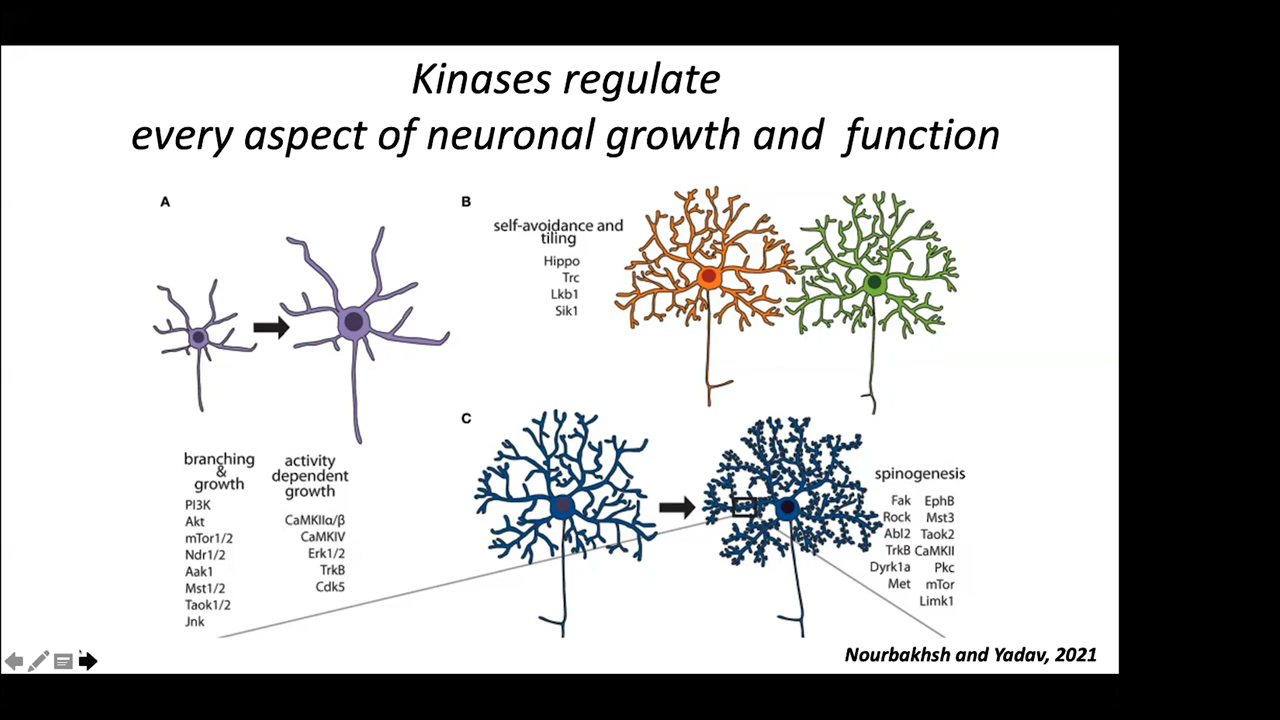 Kinases regulate
every aspect of neuronal growth and function
A
branching
&
growth
PI3K
Akt
mTor1/2
Ndr1/2
Aak1
Mst1/2
Taok1/2
Jnk
activity
dependent
growth
CaMKIIα/β
CaMKIV
Erk1/2
TrkB
Cdk5
B
self-avoidance and
tiling
Hippo
Trc
Lkb1
Sik1
C
spinogenesis
Fak EphB
Rock Mst3
Abl2 Taok2
TrkB CaMKII
Dyrk1a Pkc
Met mTor
Limk1
Nourbakhsh and Yadav, 2021